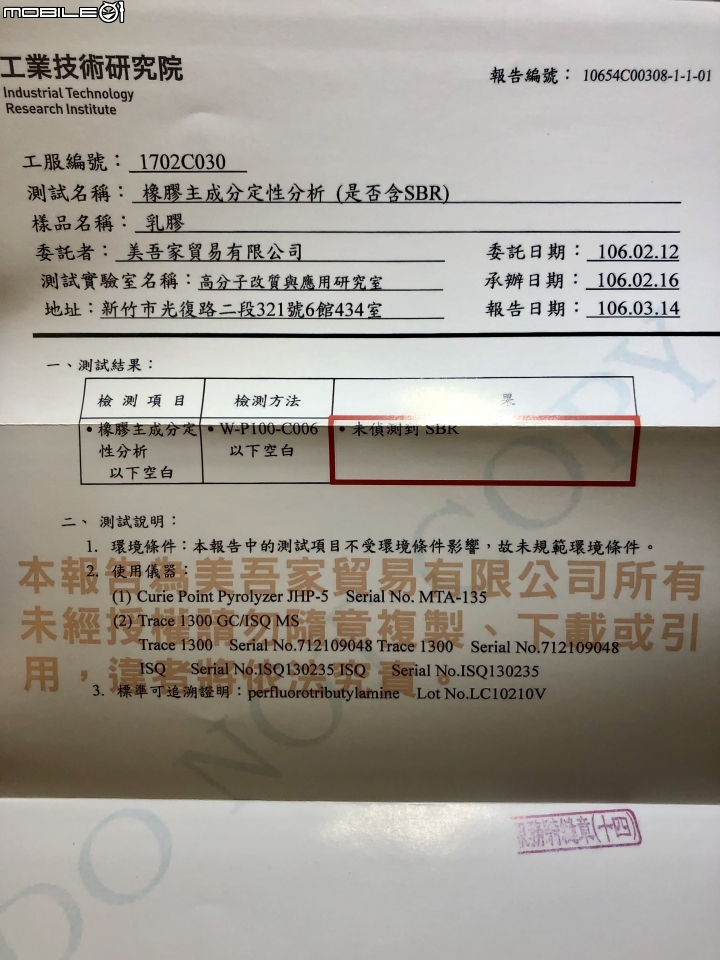 MOBILE01
工業技術研究院
Industrial Technology
Research Institute
報告編號： 10654C00308-1-1-01
工服編號： 1702C030
測試名稱： 橡膠主成分定性分析 (是否含SBR)
樣品名稱： 乳膠
委託者： 美吾家貿易有限公司 委託日期： 106.02.12
測試實驗室名稱：高分子改質與應用研究室 承辦日期： 106.02.16
地址：新竹市光復路二段321號6館434室 報告日期： 106.03.14
一、測試結果：
檢測項目 檢測方法 果
• 橡膠主成分定 • W-P100-C006 • 未偵測到 SBR
性分析 以下空白
以下空白
二、 測試說明：
1. 環境條件：本報告中的測試項目不受環境條件影響，故未規範環境條件。
2. 使用儀器：
(1) Curie Point Pyrolyzer JHP-5 Serial No. MTA-135
(2) Trace 1300 GC/ISQ MS
Trace 1300 Serial No.712109048 Trace 1300 Serial No.712109048
ISQ Serial No.ISQ130235 ISQ Serial No.ISQ130235
3. 標準可追溯證明：perfluorotributylamine Lot No.LC10210V
本報告為美吾家貿易有限公司所有
未經授權請勿隨意複製、下載或引
用，違者將依法究責。
DO NOT COPY
服務騎縫章(十四)